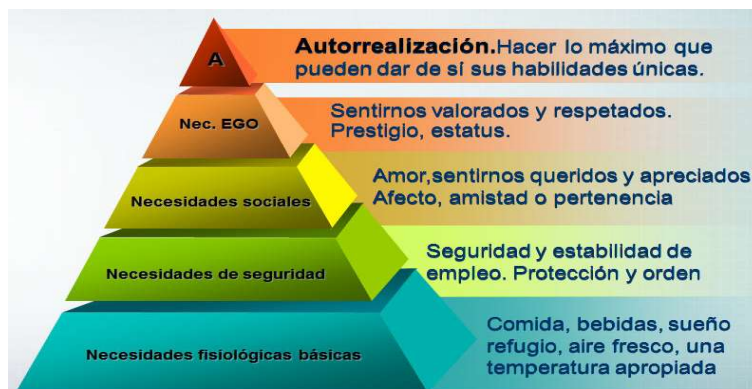 A
Autorrealización.Hacer lo máximo que
pueden dar de sí sus habilidades únicas.
Nec. EGO
Sentirnos valorados y respetados.
Prestigio, estatus.
Necesidades sociales
Amor,sentirnos queridos y apreciados
Afecto, amistad o pertenencia
Necesidades de seguridad
Seguridad y estabilidad de
empleo. Protección y orden
Necesidades fisiológicas básicas
Comida, bebidas, sueño
refugio, aire fresco, una
temperatura apropiada